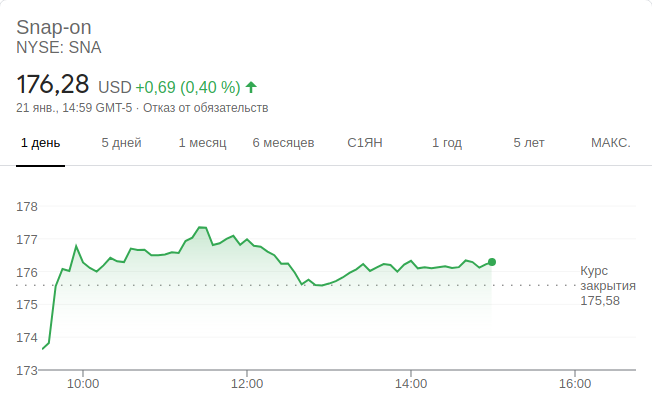 Snap-on
NYSE: SNA
176,28 USD +0,69 (0,40 %)
21 янв., 14:59 GMT-5 · Отказ от обязательств
1 день 5 дней 1 месяц 6 месяцев С1ЯН 1 год 5 лет МАКС.
178
177
176
175
174
173
Курс
закрытия
175,58
10:00 12:00 14:00 16:00